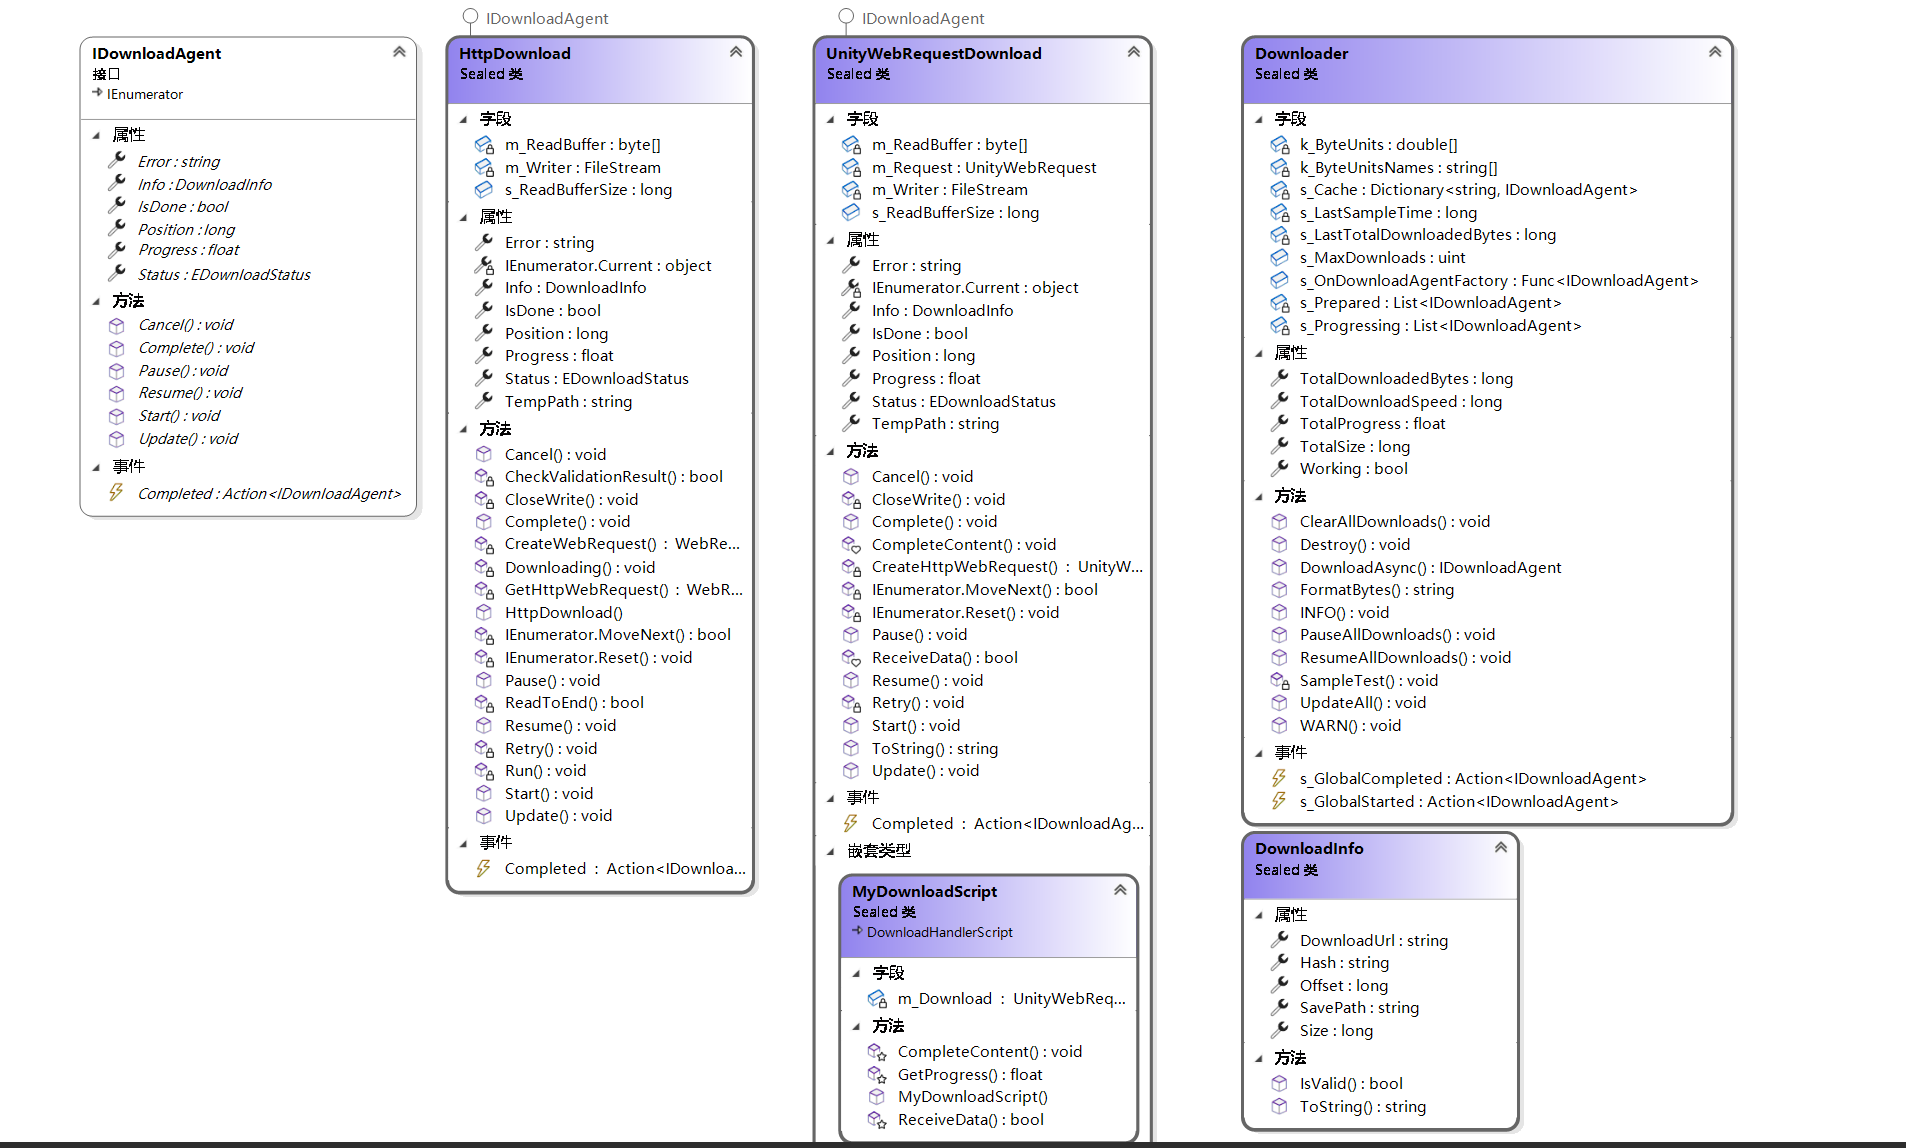 IDownloadAgent
接口
IEnumerator
属性
Error : string
Info : DownloadInfo
IsDone : bool
Position : long
Progress : float
Status : EDownloadStatus
方法
Cancel() : void
Complete() : void
Pause() : void
Resume() : void
Start() : void
Update() : void
事件
Completed : Action<IDownloadAgent>
IDownloadAgent
HttpDownload
Sealed 类
字段
m_ReadBuffer : byte[]
m_Writer : FileStream
s_ReadBufferSize : long
属性
Error : string
IEnumerator.Current : object
Info : DownloadInfo
IsDone : bool
Position : long
Progress : float
Status : EDownloadStatus
TempPath : string
方法
Cancel() : void
CheckValidationResult() : bool
CloseWrite() : void
Complete() : void
CreateWebRequest() : WebRe...
Downloading() : void
GetHttpWebRequest() : WebR...
HttpDownload()
IEnumerator.MoveNext() : bool
IEnumerator.Reset() : void
Pause() : void
ReadToEnd() : bool
Resume() : void
Retry() : void
Run() : void
Start() : void
Update() : void
事件
Completed : Action<IDownloa...
IDownloadAgent
UnityWebRequestDownload
Sealed 类
字段
m_ReadBuffer : byte[]
m_Request : UnityWebRequest
m_Writer : FileStream
s_ReadBufferSize : long
属性
Error : string
IEnumerator.Current : object
Info : DownloadInfo
IsDone : bool
Position : long
Progress : float
Status : EDownloadStatus
TempPath : string
方法
Cancel() : void
CloseWrite() : void
Complete() : void
CompleteContent() : void
CreateHttpWebRequest() : UnityW...
IEnumerator.MoveNext() : bool
IEnumerator.Reset() : void
Pause() : void
ReceiveData() : bool
Resume() : void
Retry() : void
Start() : void
ToString() : string
Update() : void
事件
Completed : Action<IDownloadAg...
嵌套类型
MyDownloadScript
Sealed 类
DownloadHandlerScript
字段
m_Download : UnityWebReq...
方法
CompleteContent() : void
GetProgress() : float
MyDownloadScript()
ReceiveData() : bool
Downloader
Sealed 类
字段
k_ByteUnits : double[]
k_ByteUnitsNames : string[]
s_Cache : Dictionary<string, IDownloadAgent>
s_LastSampleTime : long
s_LastTotalDownloadedBytes : long
s_MaxDownloads : uint
s_OnDownloadAgentFactory : Func<IDownloadAgent>
s_Prepared : List<IDownloadAgent>
s_Progressing : List<IDownloadAgent>
属性
TotalDownloadedBytes : long
TotalDownloadSpeed : long
TotalProgress : float
TotalSize : long
Working : bool
方法
ClearAllDownloads() : void
Destroy() : void
DownloadAsync() : IDownloadAgent
FormatBytes() : string
INFO() : void
PauseAllDownloads() : void
ResumeAllDownloads() : void
SampleTest() : void
UpdateAll() : void
WARN() : void
事件
s_GlobalCompleted : Action<IDownloadAgent>
s_GlobalStarted : Action<IDownloadAgent>
DownloadInfo
Sealed 类
属性
DownloadUrl : string
Hash : string
Offset : long
SavePath : string
Size : long
方法
IsValid() : bool
ToString() : string